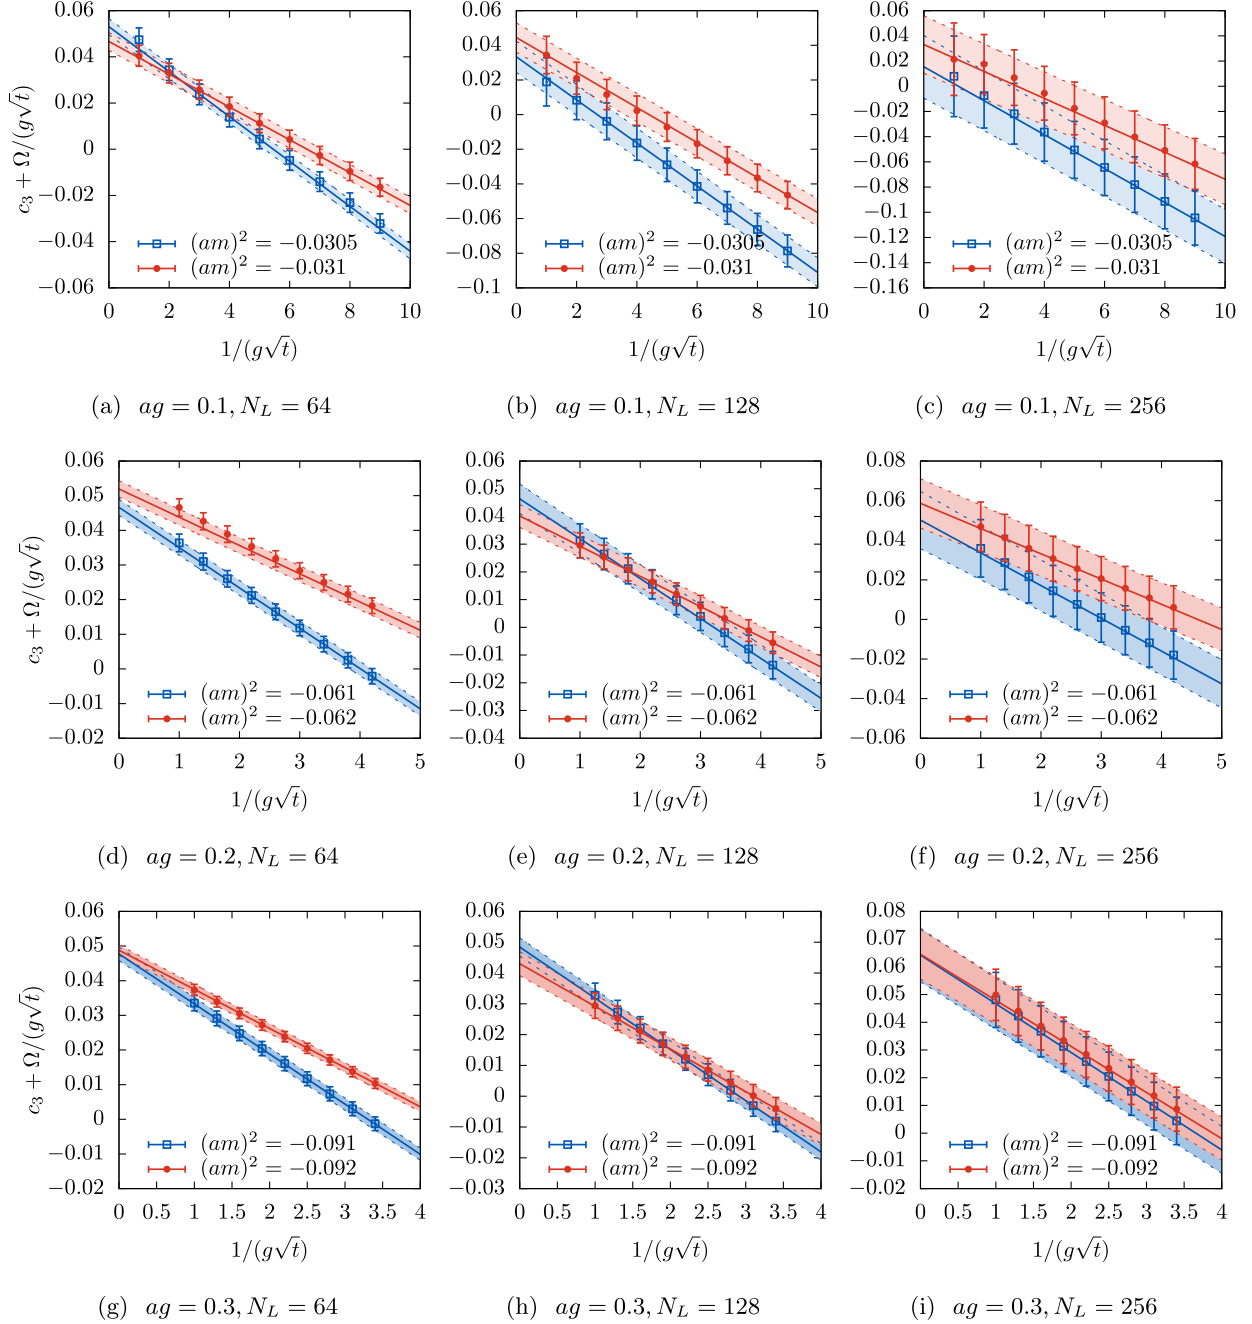 c₃ + Ω/(g√t)
0.06
0.04
0.02
0
−0.02
−0.04
−0.06
(am)² = −0.0305
(am)² = −0.031
0 2 4 6 8 10
1/(g√t)
(a) ag = 0.1, N_L = 64
0.06
0.04
0.02
0
−0.02
−0.04
−0.06
−0.08
−0.1
(am)² = −0.0305
(am)² = −0.031
0 2 4 6 8 10
1/(g√t)
(b) ag = 0.1, N_L = 128
0.06
0.04
0.02
0
−0.02
−0.04
−0.06
−0.08
−0.1
−0.12
−0.14
−0.16
(am)² = −0.0305
(am)² = −0.031
0 2 4 6 8 10
1/(g√t)
(c) ag = 0.1, N_L = 256
c₃ + Ω/(g√t)
0.06
0.05
0.04
0.03
0.02
0.01
0
−0.01
−0.02
(am)² = −0.061
(am)² = −0.062
0 1 2 3 4 5
1/(g√t)
(d) ag = 0.2, N_L = 64
0.06
0.05
0.04
0.03
0.02
0.01
0
−0.01
−0.02
−0.03
−0.04
(am)² = −0.061
(am)² = −0.062
0 1 2 3 4 5
1/(g√t)
(e) ag = 0.2, N_L = 128
0.08
0.06
0.04
0.02
0
−0.02
−0.04
−0.06
(am)² = −0.061
(am)² = −0.062
0 1 2 3 4 5
1/(g√t)
(f) ag = 0.2, N_L = 256
c₃ + Ω/(g√t)
0.06
0.05
0.04
0.03
0.02
0.01
0
−0.01
−0.02
(am)² = −0.091
(am)² = −0.092
0 0.5 1 1.5 2 2.5 3 3.5 4
1/(g√t)
(g) ag = 0.3, N_L = 64
0.06
0.05
0.04
0.03
0.02
0.01
0
−0.01
−0.02
−0.03
(am)² = −0.091
(am)² = −0.092
0 0.5 1 1.5 2 2.5 3 3.5 4
1/(g√t)
(h) ag = 0.3, N_L = 128
0.08
0.07
0.06
0.05
0.04
0.03
0.02
0.01
0
−0.01
−0.02
(am)² = −0.091
(am)² = −0.092
0 0.5 1 1.5 2 2.5 3 3.5 4
1/(g√t)
(i) ag = 0.3, N_L = 256